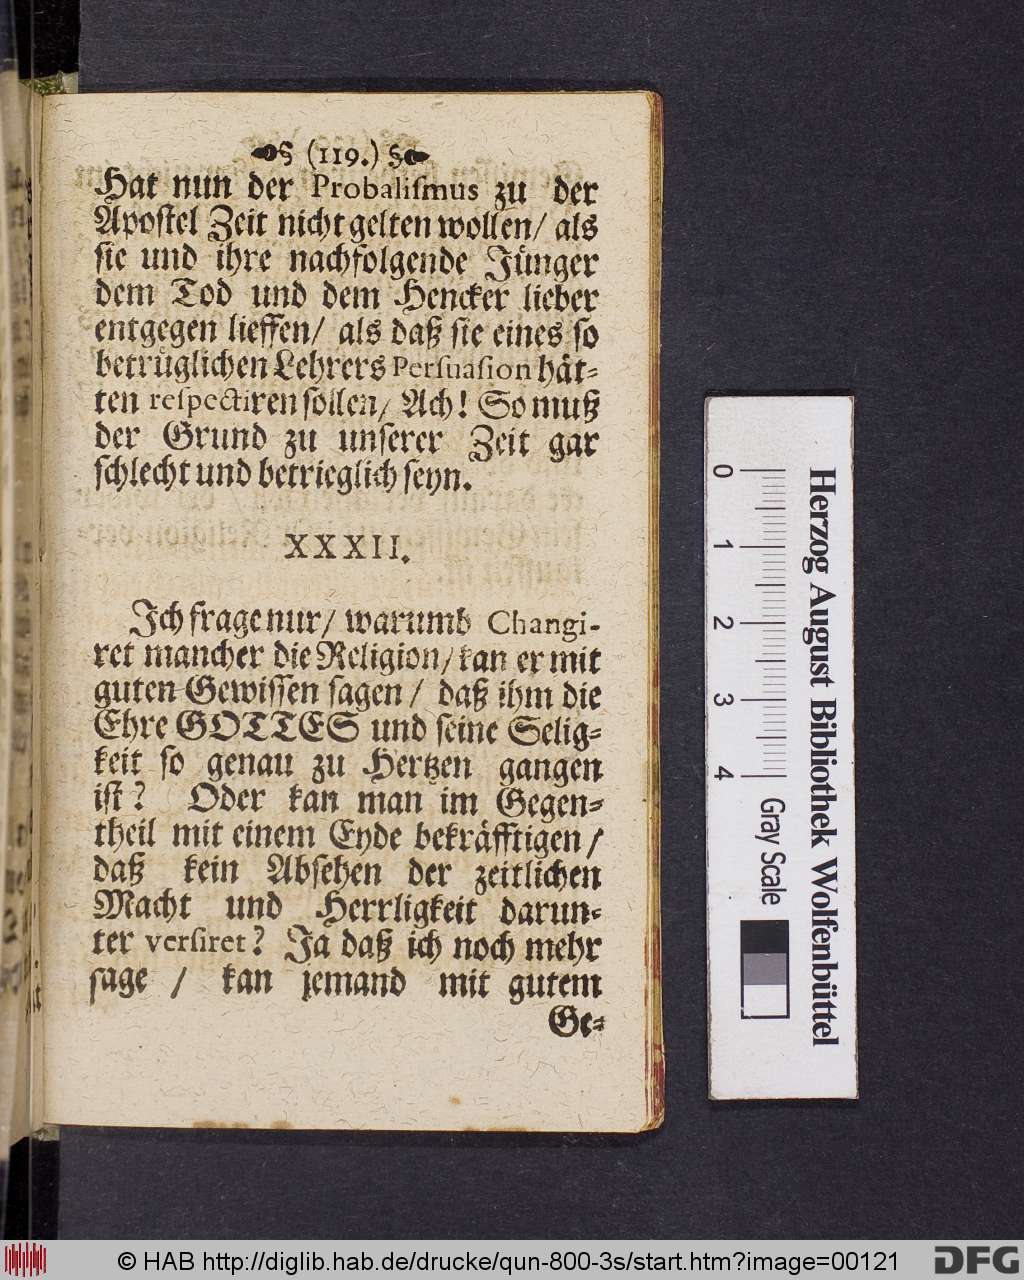 (119.)
Hat nun der Probaliſmus zu der
Apoſtel Zeit nicht gelten wollen/ als
ſie und ihre nachfolgende Jünger
dem Tod und dem Hencker lieber
entgegen lieffen/ als daß ſie eines ſo
betrüglichen Lehrers Perſuaſion hät-
ten reſpectiren ſollen/ Ach! So muß
der Grund zu unſerer Zeit gar
ſchlecht und betrieglich ſeyn.
XXXII.
Ich frage nur/ warumb Changi-
ret mancher die Religion/ kan er mit
guten Gewiſſen ſagen/ daß ihm die
Ehre GOTTES und ſeine Selig-
keit ſo genau zu Hertzen gangen
iſt? Oder kan man im Gegen-
theil mit einem Eyde bekräfftigen/
daß kein Abſehen der zeitlichen
Macht und Herrligkeit darun-
ter verſiret? Ja daß ich noch mehr
ſage / kan jemand mit gutem
Ge-
Herzog August Bibliothek Wolfenbüttel
0 1 2 3 4 Gray Scale
© HAB http://diglib.hab.de/drucke/qun-800-3s/start.htm?image=00121
DFG